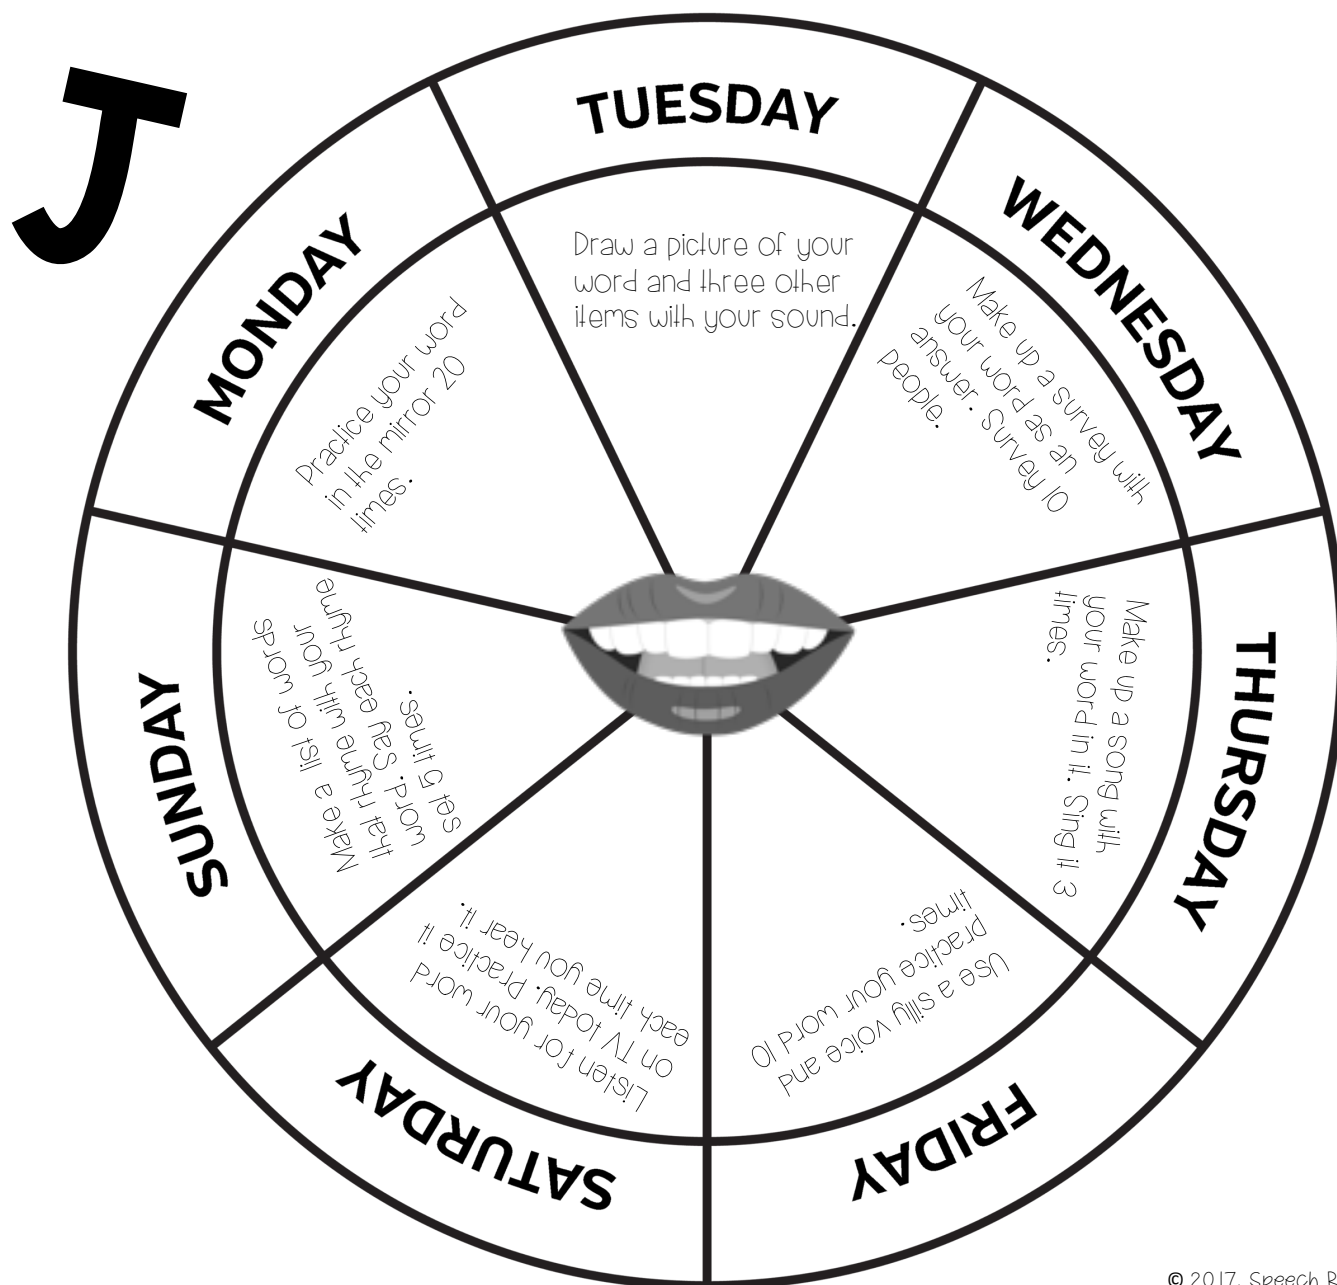 J
TUESDAY
Draw a picture of your
word and three other
items with your sound.
WEDNESDAY
Make up a survey with
your word as an
answer. Survey 10
people.
THURSDAY
Make up a song with
your word in it. Sing it 3
times.
FRIDAY
Use a silly voice and
practice your word 10
times.
SATURDAY
Listen for your word
on TV today. Practice it
each time you hear it.
SUNDAY
Make a list of words
that rhyme with your
word. Say each rhyme
set 5 times.
MONDAY
Practice your word
in the mirror 20
times.
© 2017, Speech